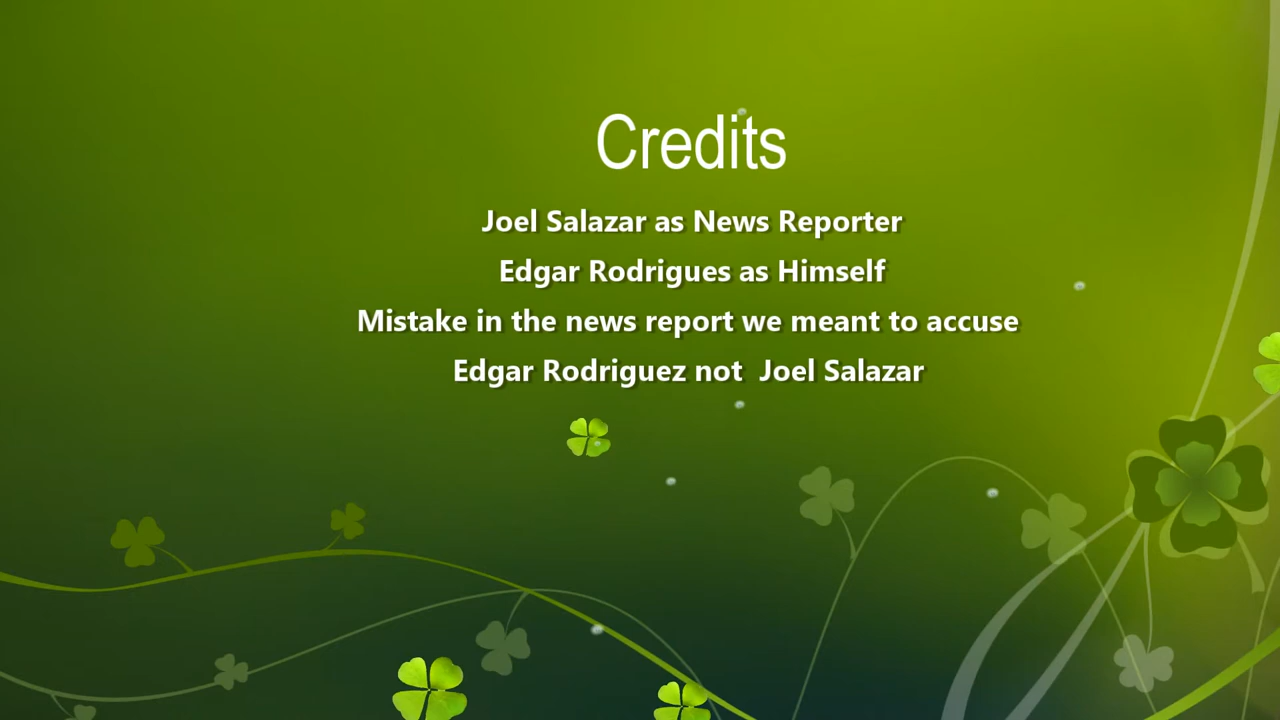 Credits
Joel Salazar as News Reporter
Edgar Rodrigues as Himself
Mistake in the news report we meant to accuse
Edgar Rodriguez not  Joel Salazar